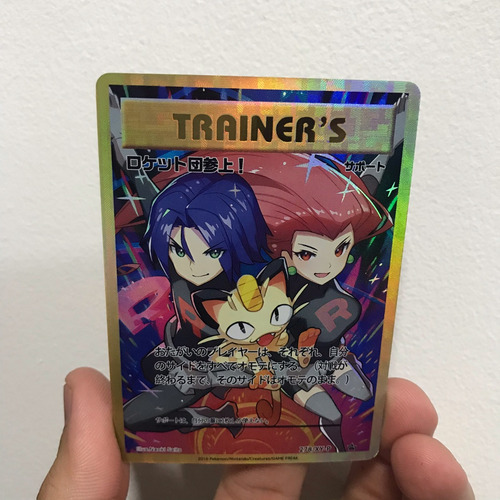 TRAINER'S
ロケット団参上！
サポート
R
R
おたがいのプレイヤーは、それぞれ、自分
のサイドをすべてオモテにする。（対戦が
終わるまで、そのサイドはオモテのまま。）
Illus. Naoki Saito